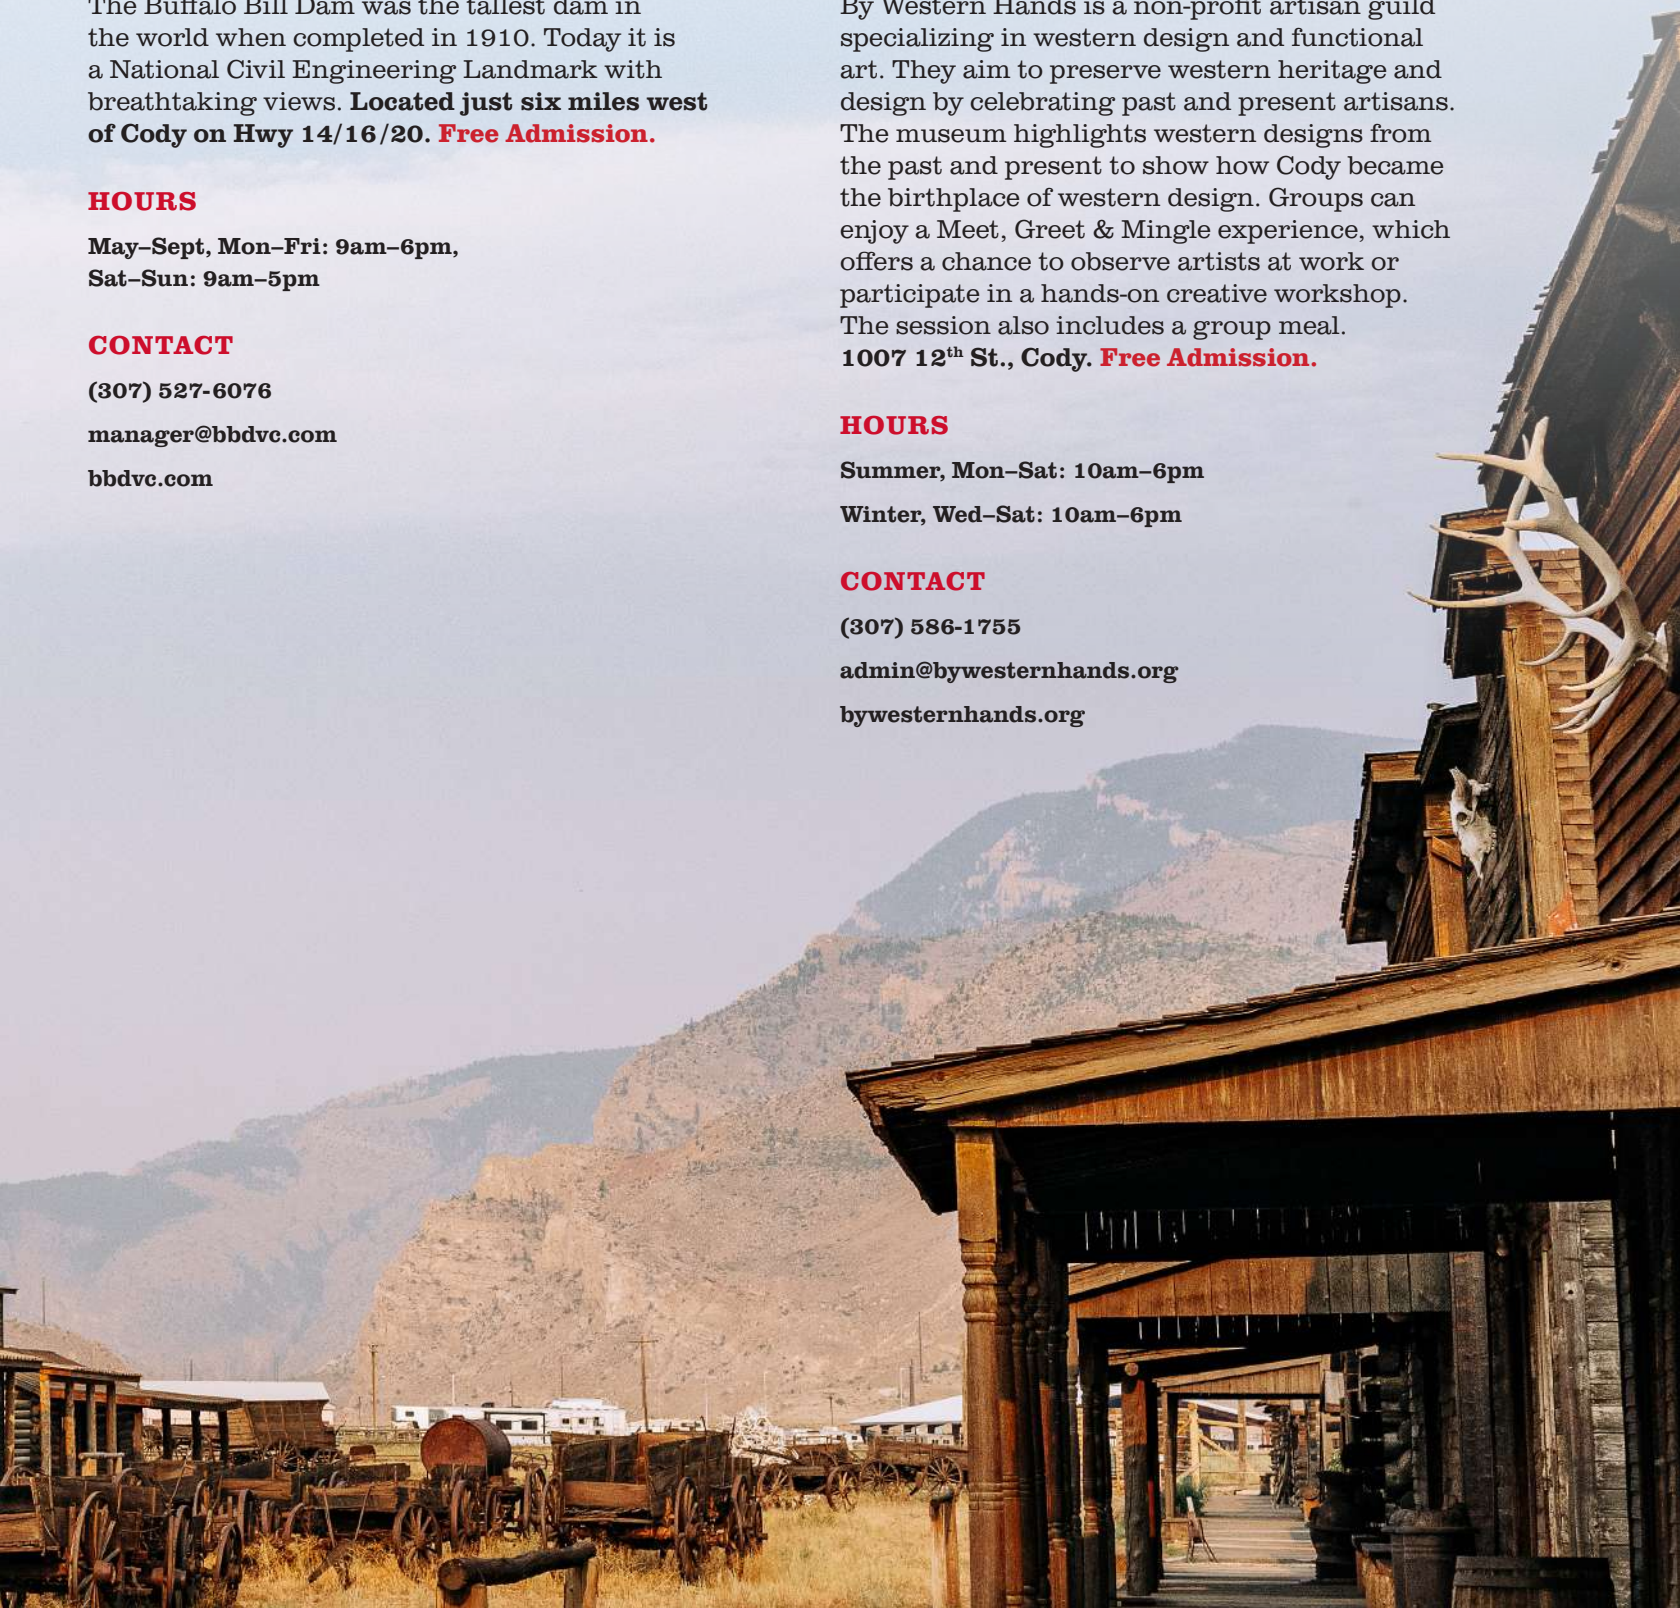 The Buffalo Bill Dam was the tallest dam in
the world when completed in 1910. Today it is
a National Civil Engineering Landmark with
breathtaking views. Located just six miles west
of Cody on Hwy 14/16/20. Free Admission.
HOURS
May–Sept, Mon–Fri: 9am–6pm,
Sat–Sun: 9am–5pm
CONTACT
(307) 527-6076
manager@bbdvc.com
bbdvc.com
By Western Hands is a non-profit artisan guild
specializing in western design and functional
art. They aim to preserve western heritage and
design by celebrating past and present artisans.
The museum highlights western designs from
the past and present to show how Cody became
the birthplace of western design. Groups can
enjoy a Meet, Greet & Mingle experience, which
offers a chance to observe artists at work or
participate in a hands-on creative workshop.
The session also includes a group meal.
1007 12th St., Cody. Free Admission.
HOURS
Summer, Mon–Sat: 10am–6pm
Winter, Wed–Sat: 10am–6pm
CONTACT
(307) 586-1755
admin@bywesternhands.org
bywesternhands.org